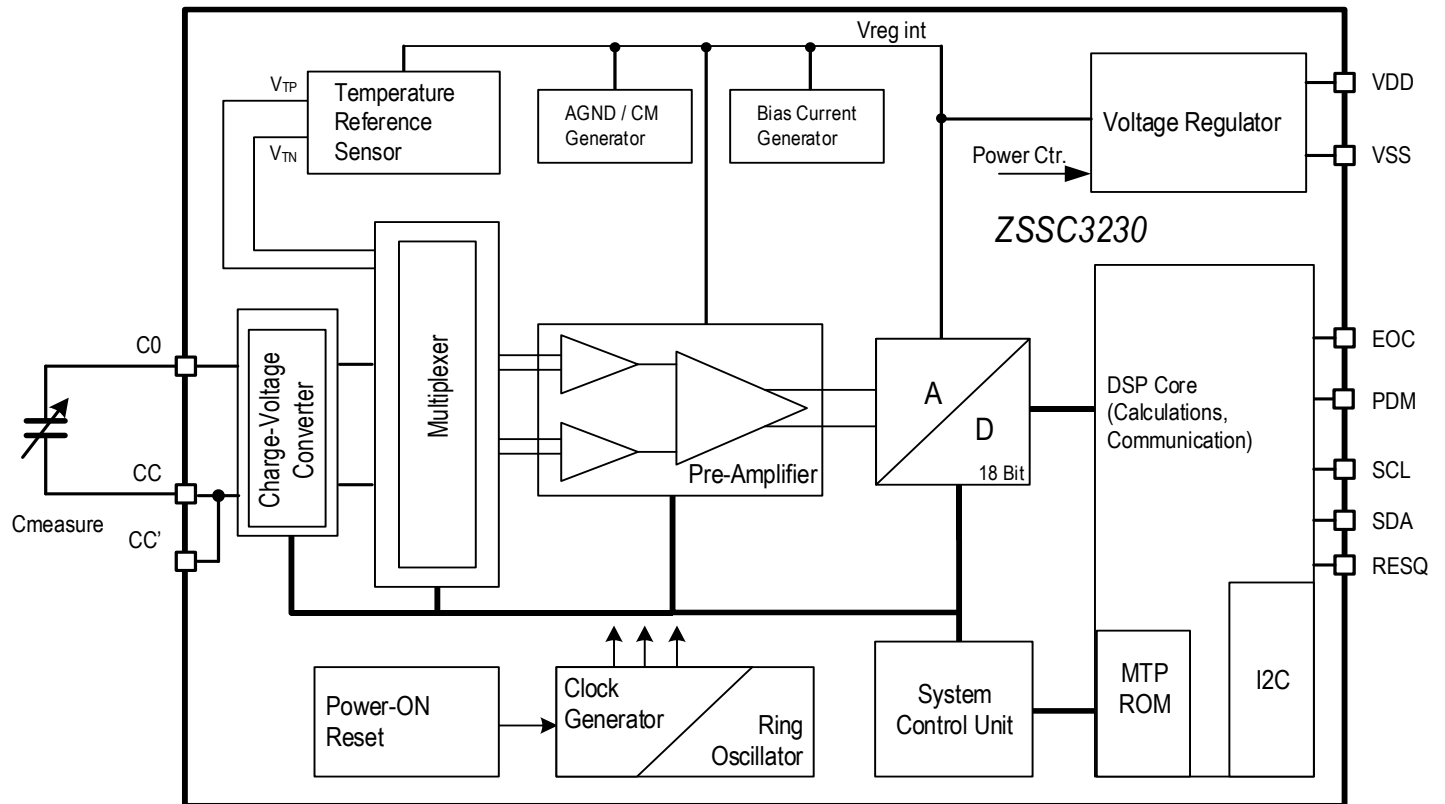 Vreg int
VTP
VTN
Temperature
Reference
Sensor
AGND / CM
Generator
Bias Current
Generator
Voltage Regulator
VDD
VSS
Power Ctr.
ZSSC3230
C0
CC
CC’
Cmeasure
Charge-Voltage
Converter
Multiplexer
Pre-Amplifier
A
D
18 Bit
DSP Core
(Calculations,
Communication)
EOC
PDM
SCL
SDA
RESQ
Power-ON
Reset
Clock
Generator
Ring
Oscillator
System
Control Unit
MTP
ROM
I2C